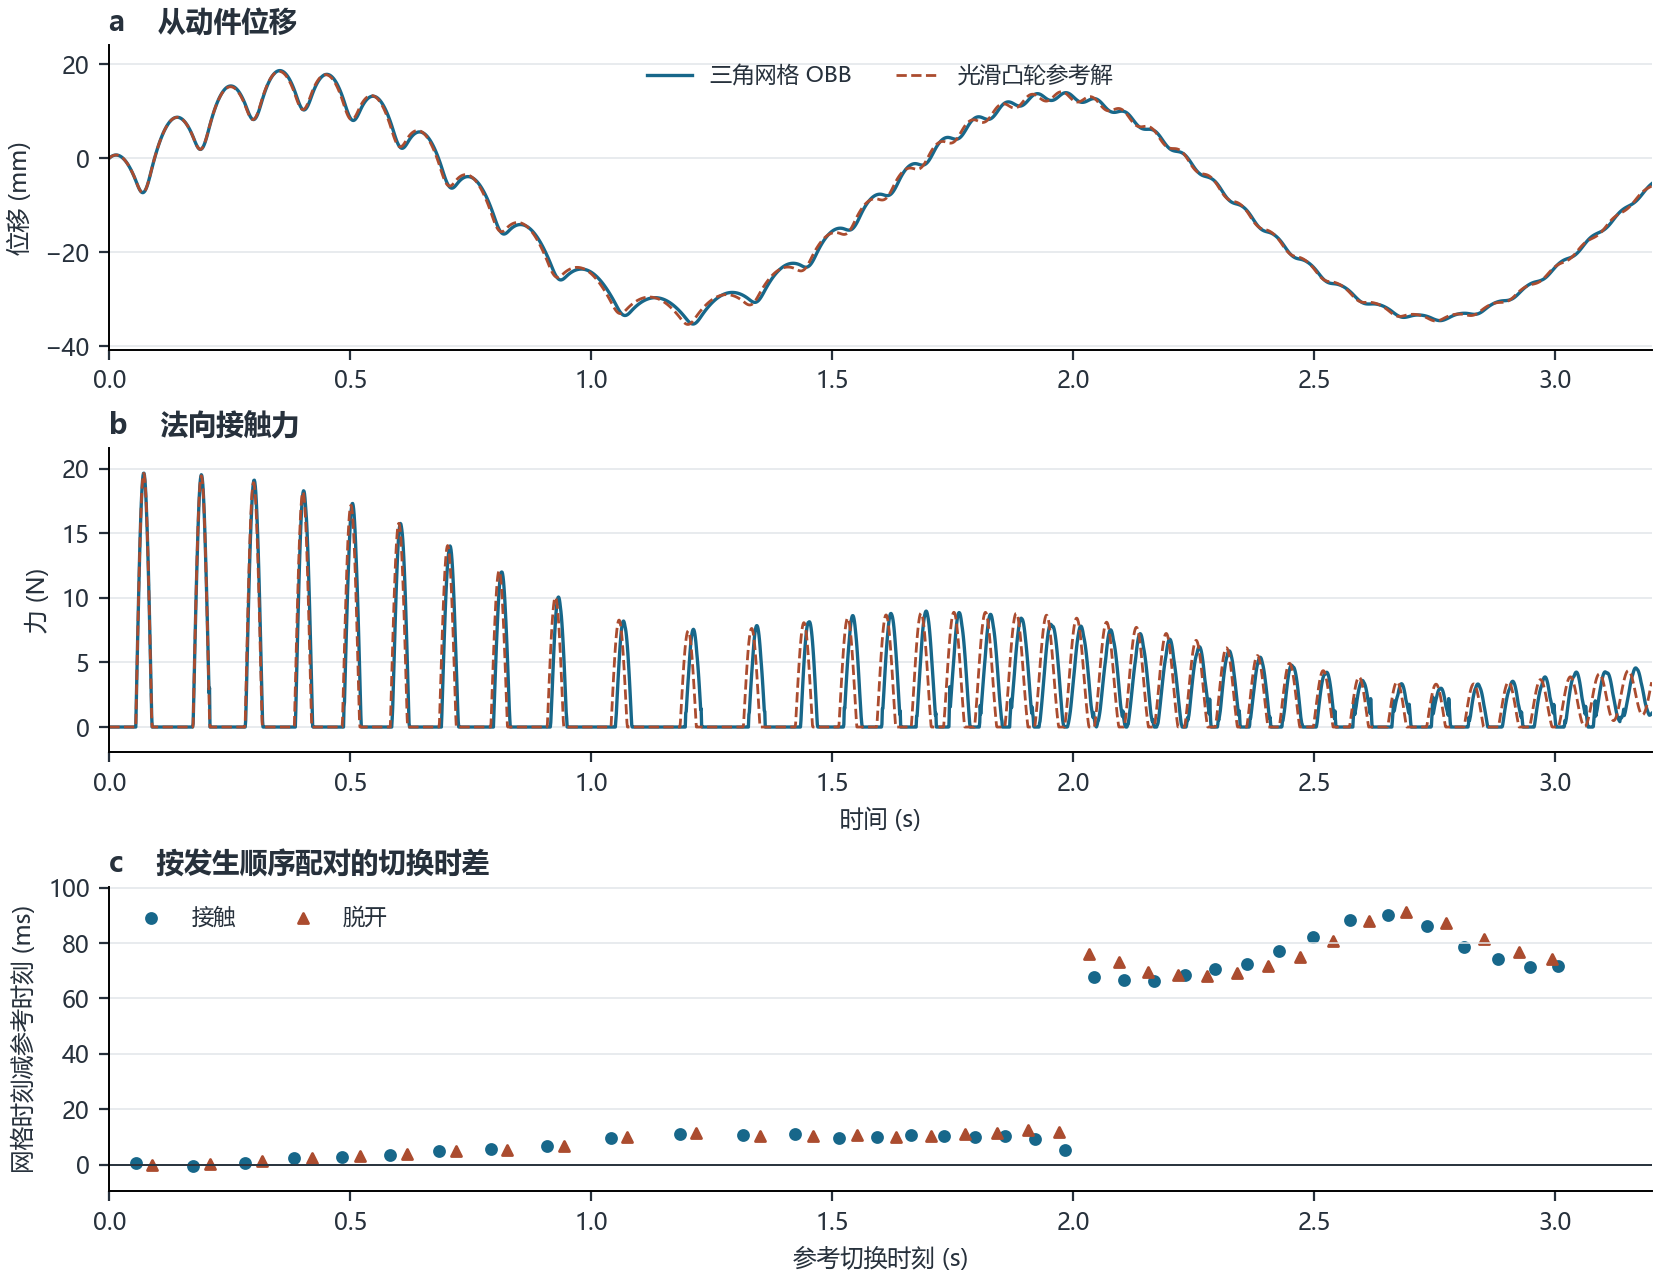 a 从动件位移
三角网格 OBB
光滑凸轮参考解
位移 (mm)
20
0
−20
−40
0.0 0.5 1.0 1.5 2.0 2.5 3.0
b 法向接触力
力 (N)
20
15
10
5
0
0.0 0.5 1.0 1.5 2.0 2.5 3.0
时间 (s)
c 按发生顺序配对的切换时差
接触
脱开
网格时刻减参考时刻 (ms)
100
80
60
40
20
0
0.0 0.5 1.0 1.5 2.0 2.5 3.0
参考切换时刻 (s)